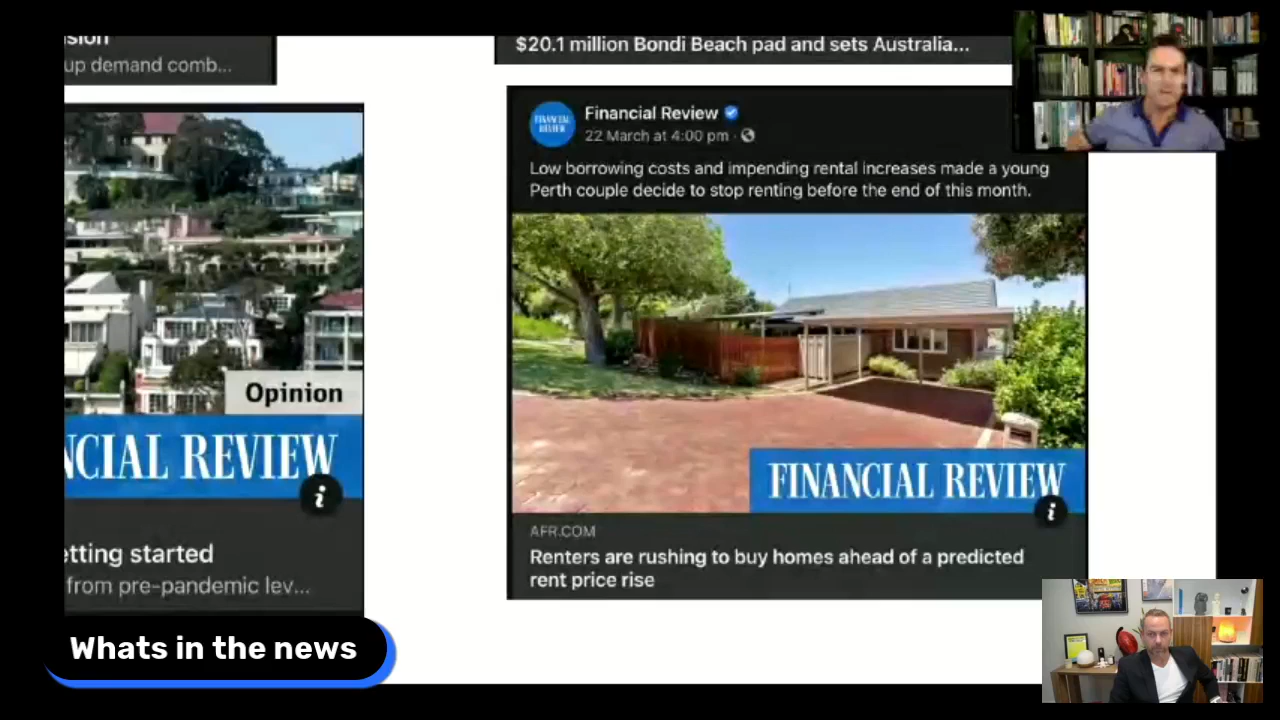 sion
up demand comb...
$20.1 million Bondi Beach pad and sets Australia...
Opinion
NCIAL REVIEW
i
etting started
from pre-pandemic lev...
FINANCIAL
REVIEW
Financial Review
22 March at 4:00 pm ·
Low borrowing costs and impending rental increases made a young
Perth couple decide to stop renting before the end of this month.
FINANCIAL REVIEW
i
AFR.COM
Renters are rushing to buy homes ahead of a predicted
rent price rise
Whats in the news